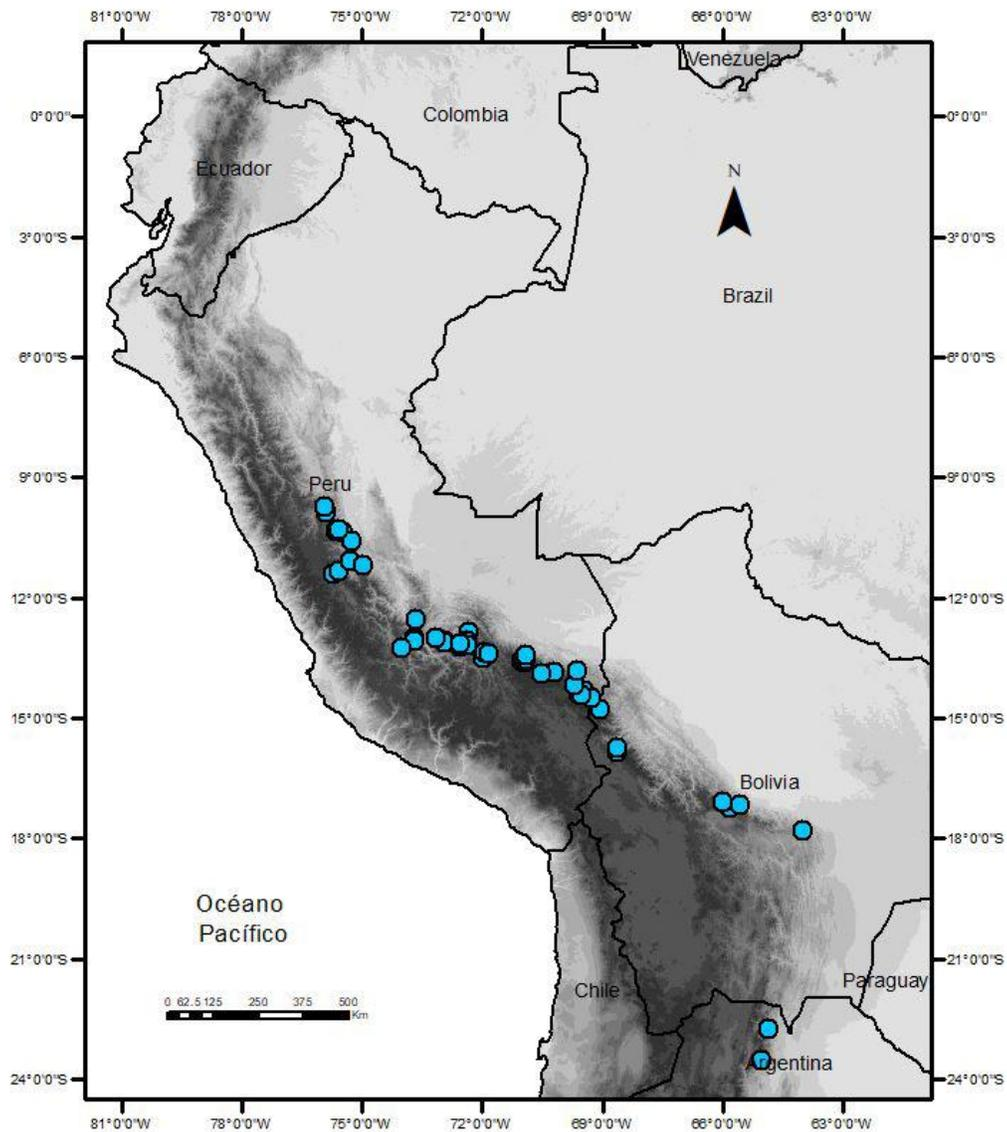 81°0'0"W 78°0'0"W 75°0'0"W 72°0'0"W 69°0'0"W 66°0'0"W 63°0'0"W
Venezuela
Colombia
0°0'0" 0°0'0"
Ecuador
N
3°0'0"S 3°0'0"S
Brazil
6°0'0"S 6°0'0"S
9°0'0"S 9°0'0"S
Peru
12°0'0"S 12°0'0"S
15°0'0"S 15°0'0"S
Bolivia
18°0'0"S 18°0'0"S
Océano
Pacífico
21°0'0"S 21°0'0"S
Paraguay
Chile
0 62.5 125 250 375 500
Km
Argentina
24°0'0"S 24°0'0"S
81°0'0"W 78°0'0"W 75°0'0"W 72°0'0"W 69°0'0"W 66°0'0"W 63°0'0"W